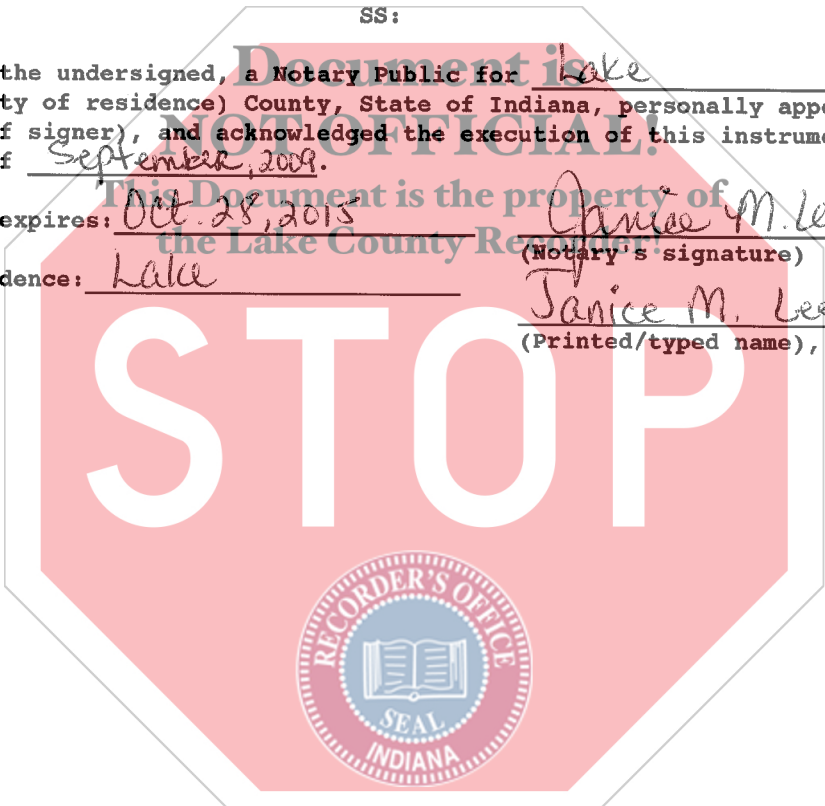 SS:
Document is
the undersigned, a Notary Public for Lake
ty of residence) County, State of Indiana, personally appe
NOT OFFICIAL!
f signer), and acknowledged the execution of this instrume
f September, 2009.
This Document is the property of
expires: Oct. 28, 2015
Janice M. Le
the Lake County Recorder!
(Notary's signature)
dence: Lake
Janice M. Lee
(Printed/typed name),
STOP
RECORDER'S OFFICE
SEAL
INDIANA